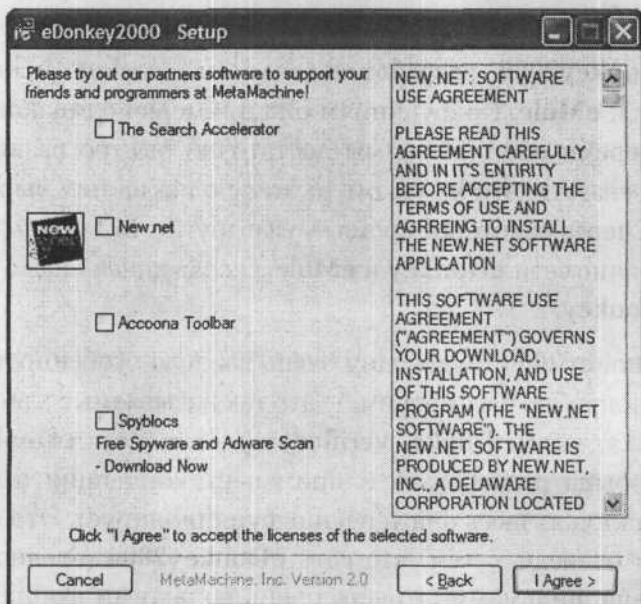 eDonkey2000 Setup
Please try out our partners software to support your
friends and programmers at MetaMachine!
The Search Accelerator
New
New.net
Accoona Toolbar
Spyblocs
Free Spyware and Adware Scan
- Download Now
NEW.NET: SOFTWARE
USE AGREEMENT
PLEASE READ THIS
AGREEMENT CAREFULLY
AND IN IT'S ENTIRITY
BEFORE ACCEPTING THE
TERMS OF USE AND
AGRREING TO INSTALL
THE NEW.NET SOFTWARE
APPLICATION
THIS SOFTWARE USE
AGREEMENT
("AGREEMENT") GOVERNS
YOUR DOWNLOAD,
INSTALLATION, AND USE
OF THIS SOFTWARE
PROGRAM (THE "NEW.NET
SOFTWARE"). THE
NEW.NET SOFTWARE IS
PRODUCED BY NEW.NET,
INC., A DELAWARE
CORPORATION LOCATED
Click "I Agree" to accept the licenses of the selected software.
Cancel
MetaMachine, Inc. Version 2.0
< Back
I Agree >